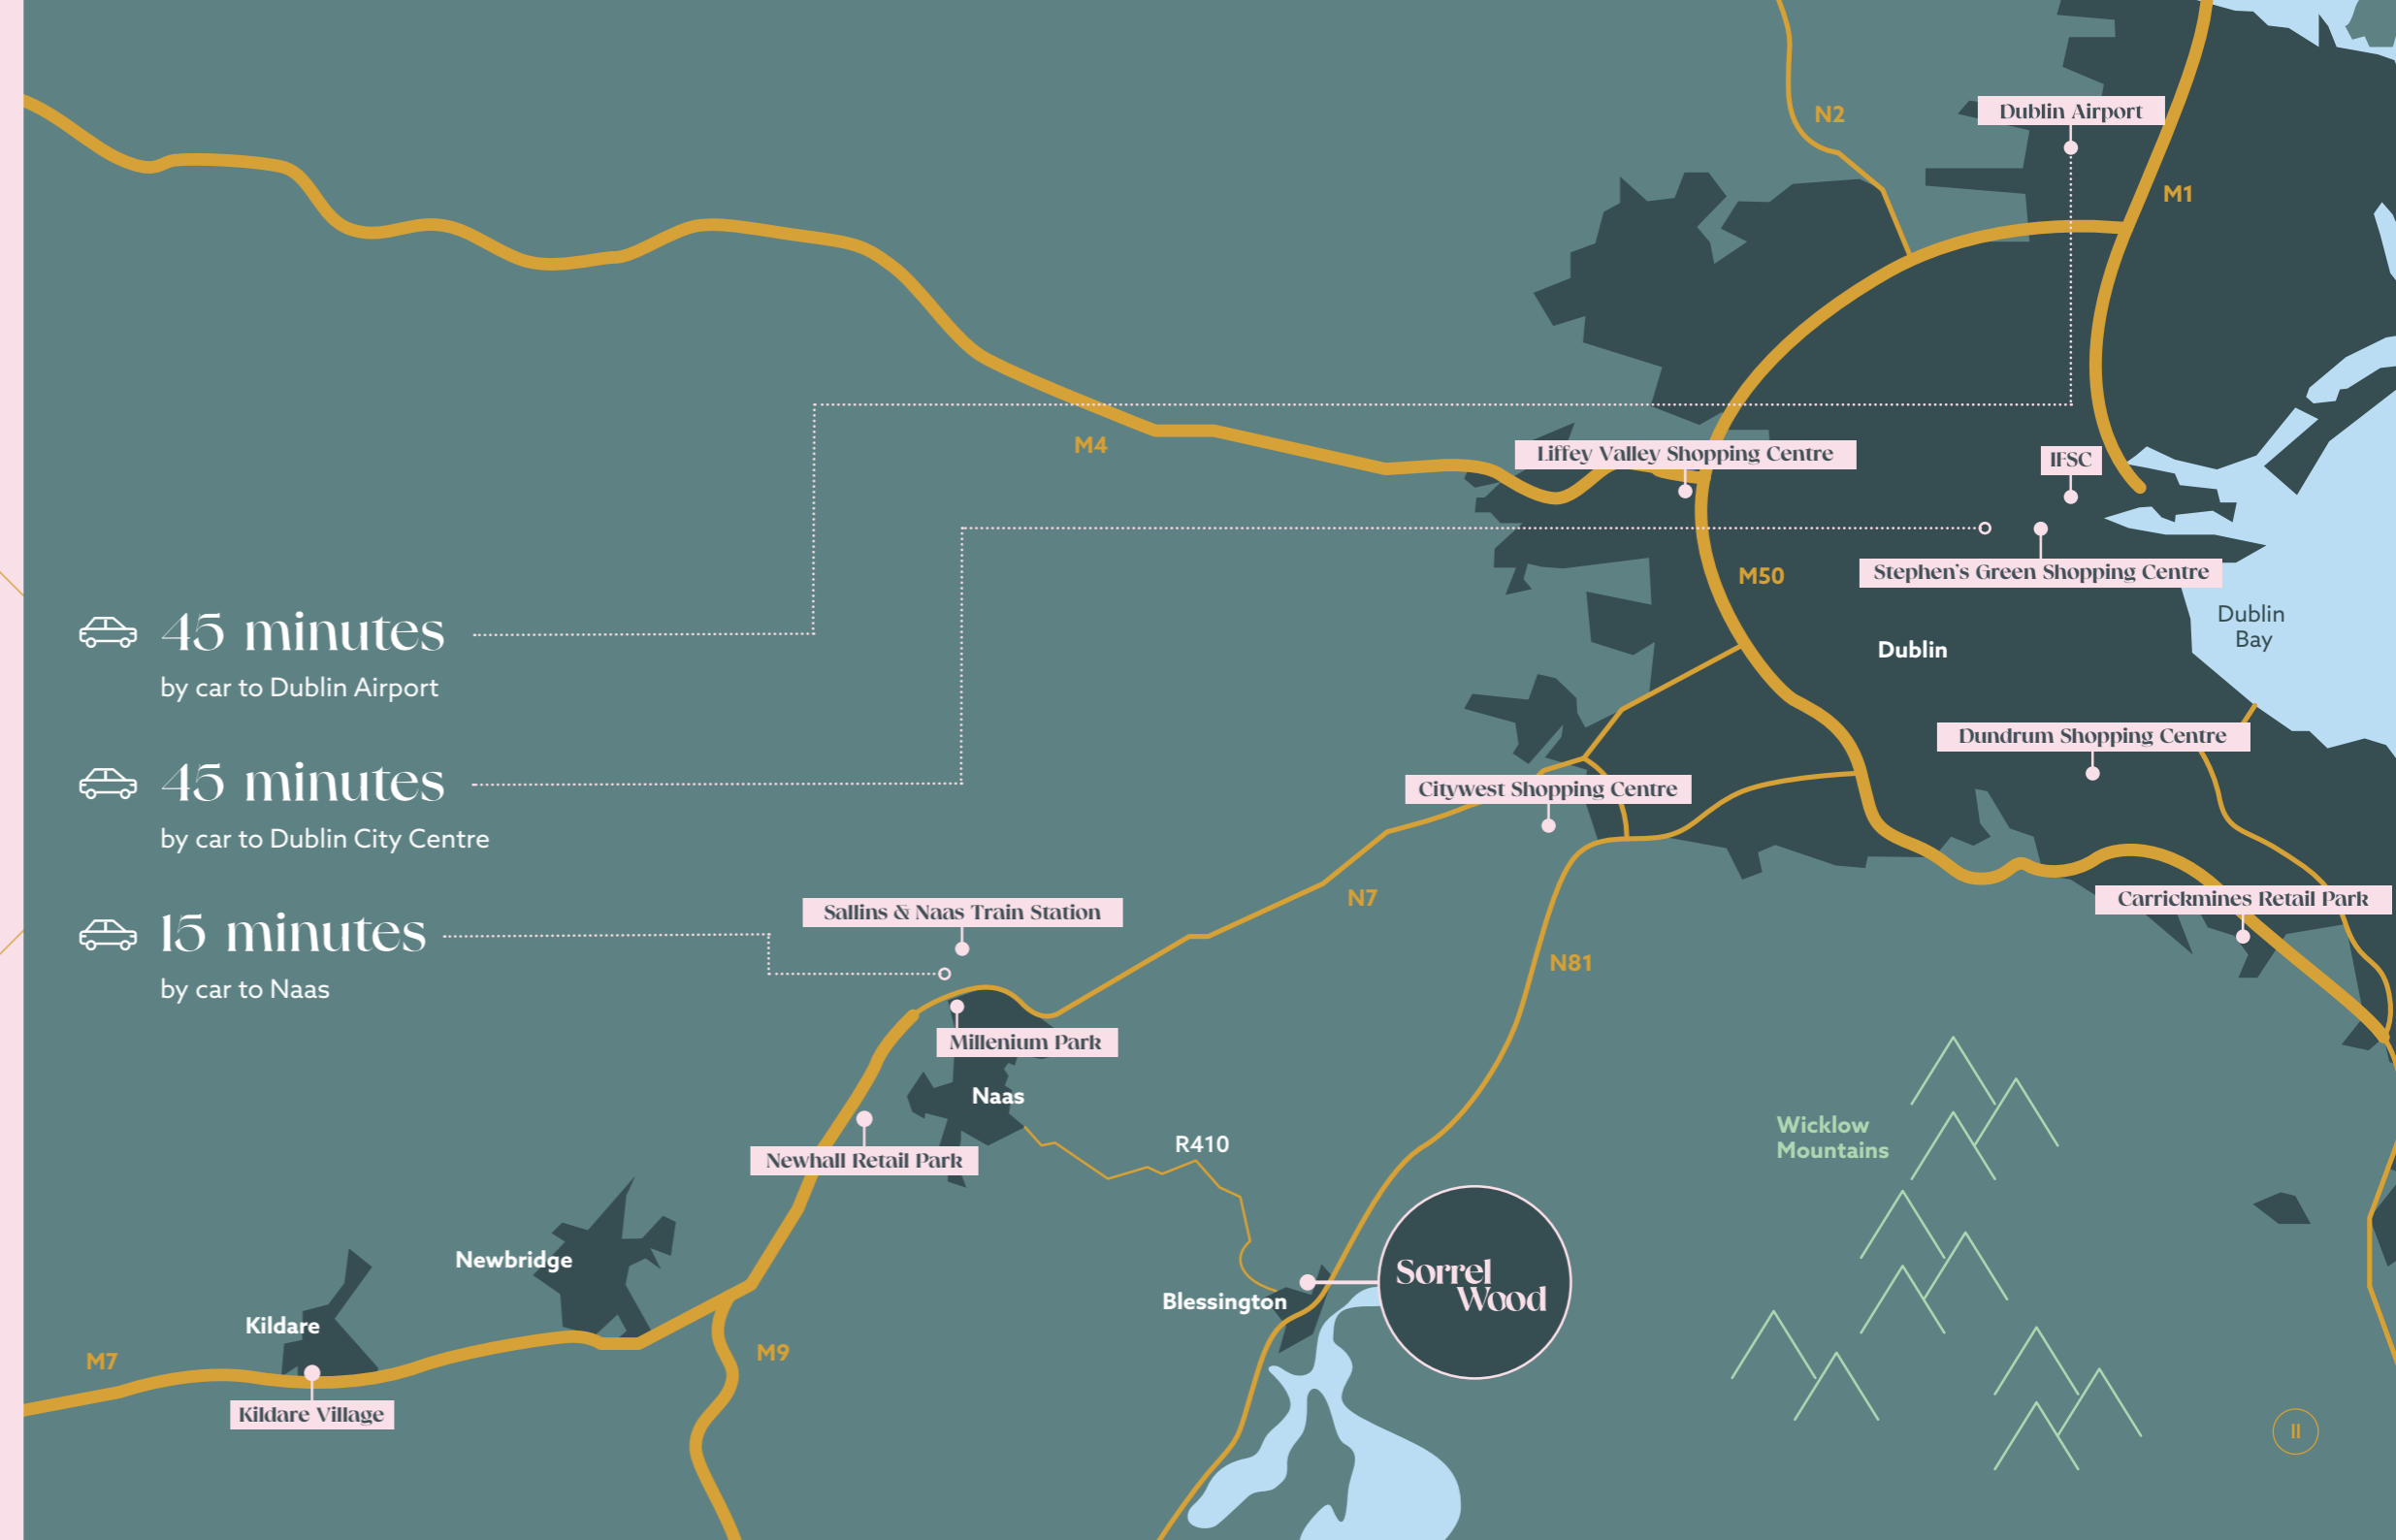 N2
Dublin Airport
M1
M4
Liffey Valley Shopping Centre
IFSC
M50
Stephen's Green Shopping Centre
Dublin
Bay
Dublin
45 minutes
by car to Dublin Airport
Dundrum Shopping Centre
45 minutes
by car to Dublin City Centre
Citywest Shopping Centre
N7
Carrickmines Retail Park
Sallins & Naas Train Station
15 minutes
by car to Naas
N81
Millenium Park
Naas
Wicklow
Mountains
R410
Newhall Retail Park
Newbridge
Sorrel
Wood
Blessington
Kildare
M7
M9
Kildare Village
11